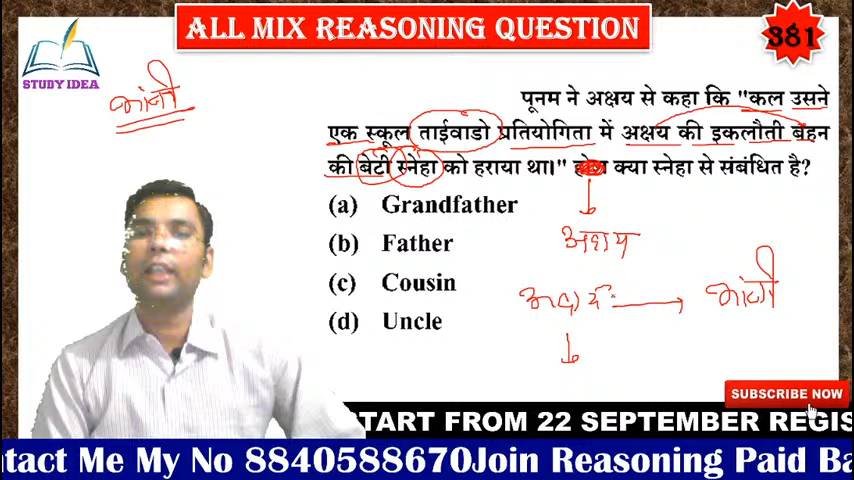 ALL MIX REASONING QUESTION
381
STUDY IDEA
भांजी
पूनम ने अक्षय से कहा कि "कल उसने
एक स्कूल ताईवाडो प्रतियोगिता में अक्षय की इकलौती बहन
की बेटी स्नेहा को हराया था।" क्या स्नेहा से संबंधित है?
(a) Grandfather
(b) Father
(c) Cousin
(d) Uncle
अक्षय
भांजी
SUBSCRIBE NOW
START FROM 22 SEPTEMBER REGIS
ntact Me My No 8840588670Join Reasoning Paid Ba